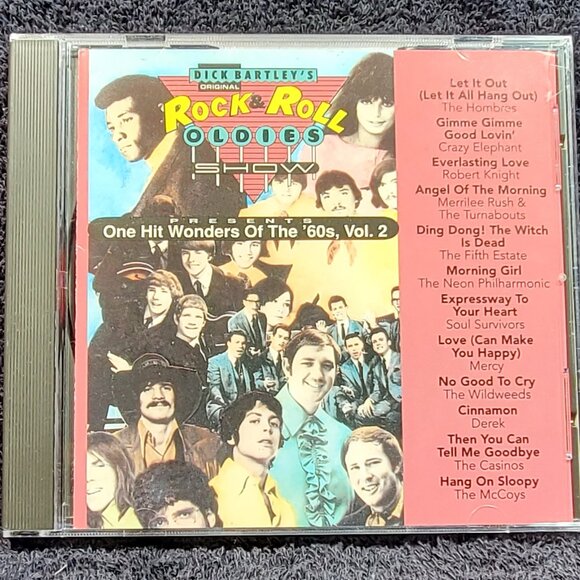 DICK BARTLEY'S
ORIGINAL
ROCK & ROLL
OLDIES
SHOW
PRESENTS
One Hit Wonders Of The '60s, Vol. 2
Let It Out
(Let It All Hang Out)
The Hombres
Gimme Gimme
Good Lovin'
Crazy Elephant
Everlasting Love
Robert Knight
Angel Of The Morning
Merrilee Rush &
The Turnabouts
Ding Dong! The Witch
is Dead
The Fifth Estate
Morning Girl
The Neon Philharmonic
Expressway To
Your Heart
Soul Survivors
Love (Can Make
You Happy)
Mercy
No Good To Cry
The Wildweeds
Cinnamon
Derek
Then You Can
Tell Me Goodbye
The Casinos
Hang On Sloopy
The McCoys